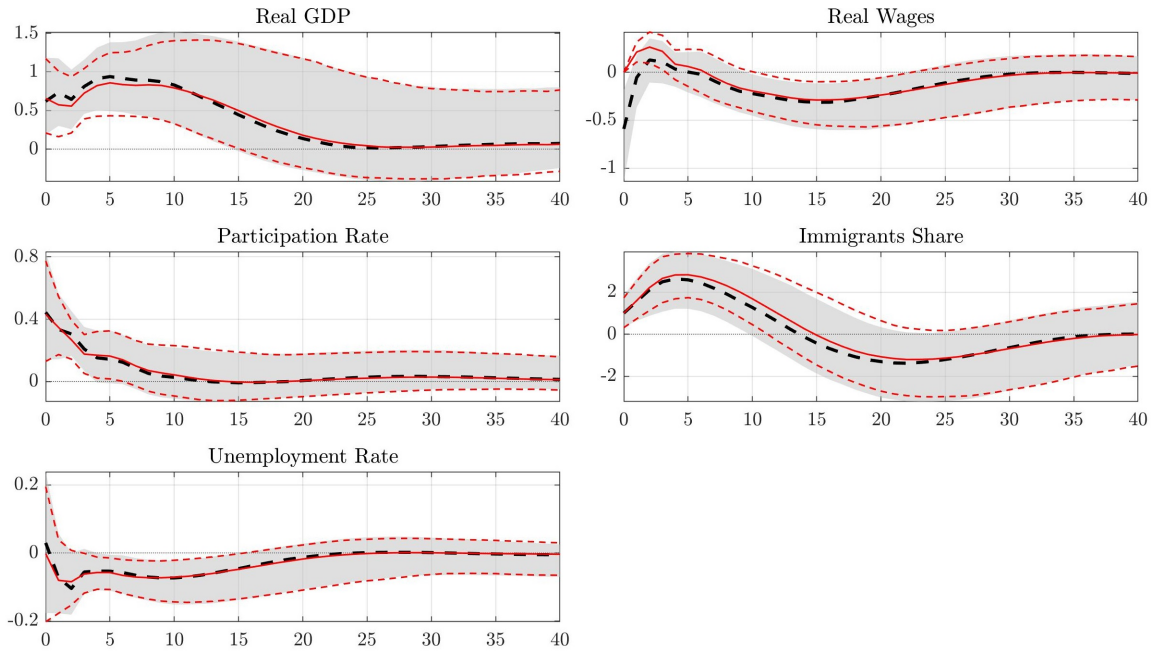 Real GDP
1.5
1
0.5
0
0 5 10 15 20 25 30 35 40
Real Wages
0
-0.5
-1
0 5 10 15 20 25 30 35 40
Participation Rate
0.8
0.4
0
0 5 10 15 20 25 30 35 40
Immigrants Share
2
0
-2
0 5 10 15 20 25 30 35 40
Unemployment Rate
0.2
0
-0.2
0 5 10 15 20 25 30 35 40